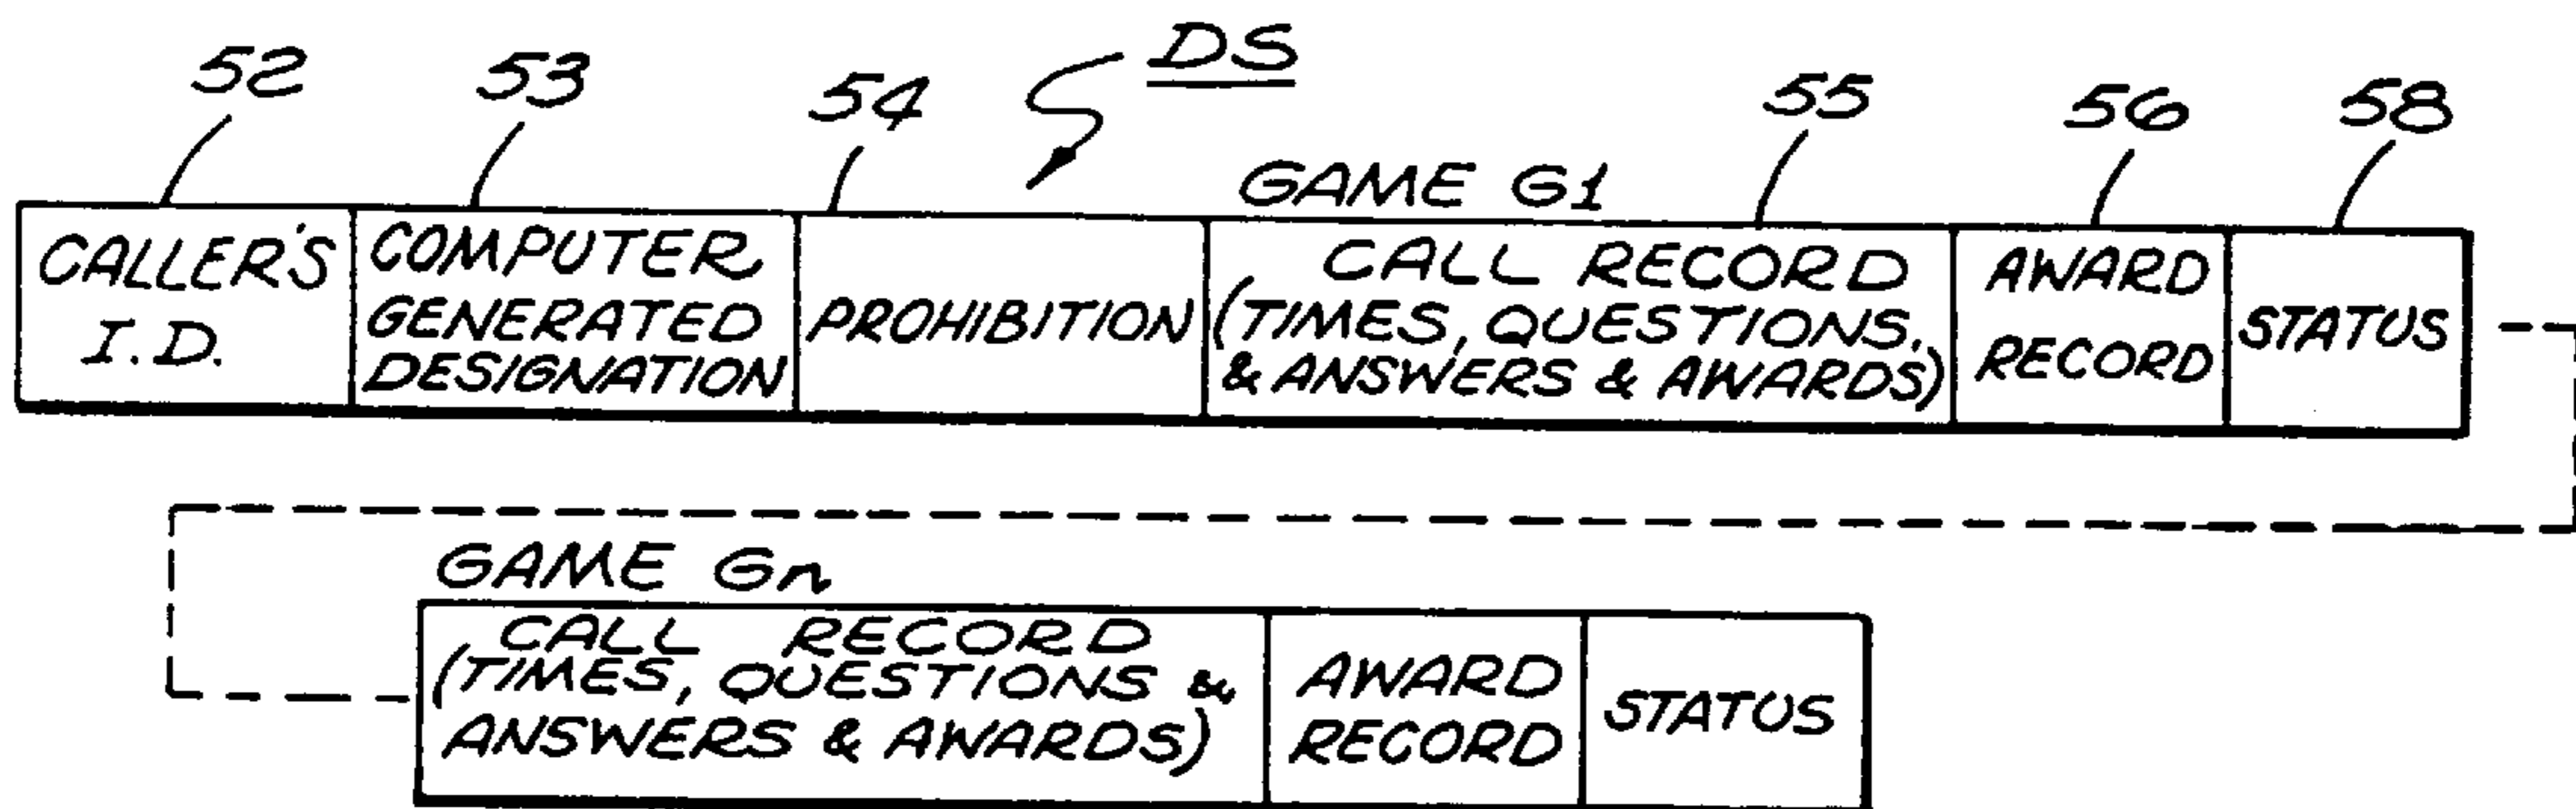 DS
52 53 54 55 56 58
GAME G1
CALLER'S
I.D.
COMPUTER
GENERATED
DESIGNATION
PROHIBITION
CALL RECORD
(TIMES, QUESTIONS,
& ANSWERS & AWARDS)
AWARD
RECORD
STATUS
GAME Gn
CALL RECORD
(TIMES, QUESTIONS &
ANSWERS & AWARDS)
AWARD
RECORD
STATUS